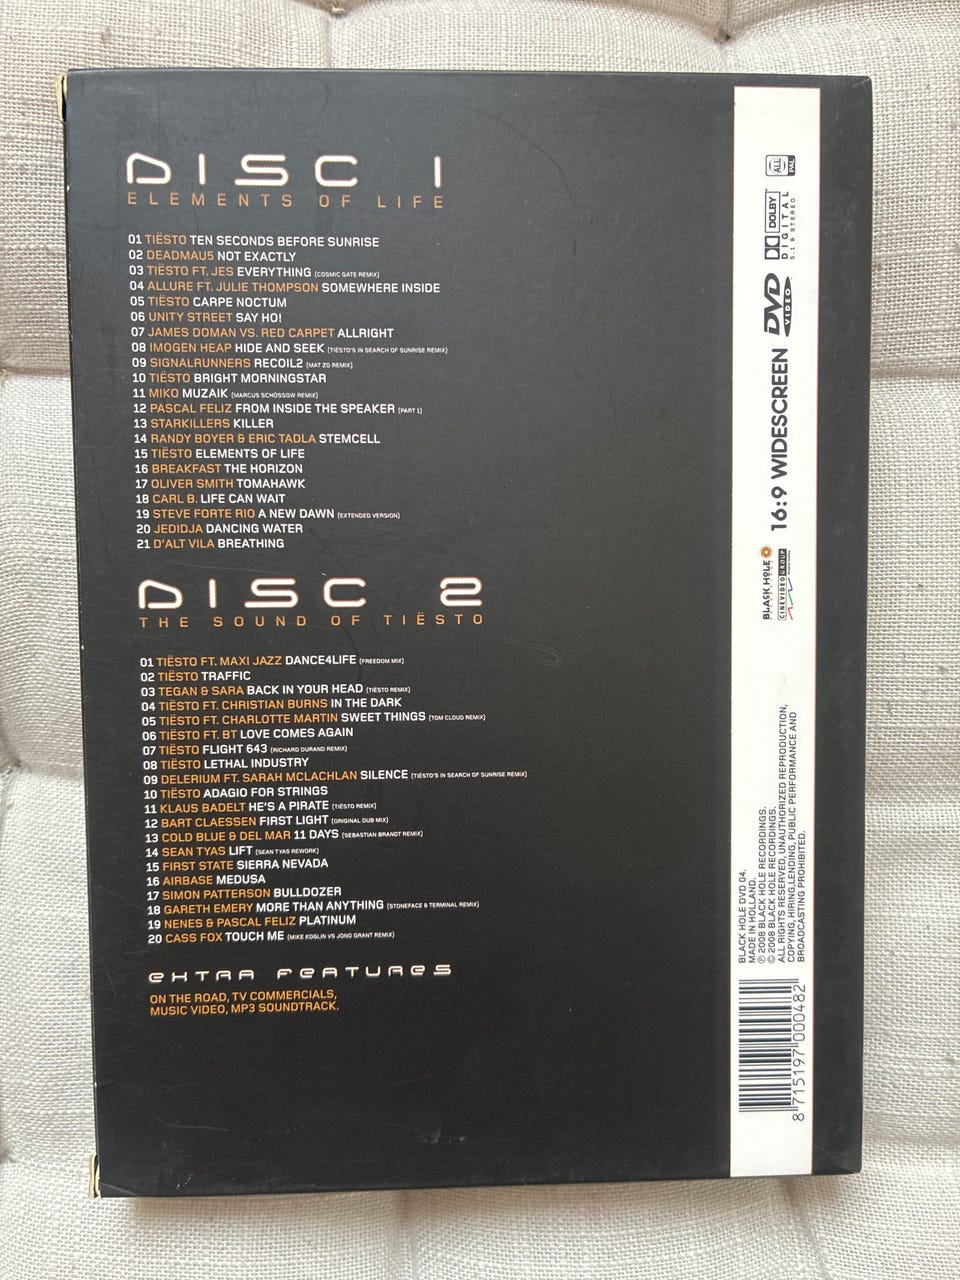 DISC 1
ELEMENTS OF LIFE
01 TIËSTO TEN SECONDS BEFORE SUNRISE
02 DEADMAU5 NOT EXACTLY
03 TIËSTO FT. JES EVERYTHING (COSMIC GATE REMIX)
04 ALLURE FT. JULIE THOMPSON SOMEWHERE INSIDE
05 TIËSTO CARPE NOCTUM
06 UNITY STREET SAY HO!
07 JAMES DOMAN VS. RED CARPET ALLRIGHT
08 IMOGEN HEAP HIDE AND SEEK (TIËSTO'S IN SEARCH OF SUNRISE REMIX)
09 SIGNALRUNNERS RECOIL2 (MAT ZO REMIX)
10 TIËSTO BRIGHT MORNINGSTAR
11 MIKO MUZAIK (MARCUS SCHÖSSOW REMIX)
12 PASCAL FELIZ FROM INSIDE THE SPEAKER (PART 1)
13 STARKILLERS KILLER
14 RANDY BOYER & ERIC TADLA STEMCELL
15 TIËSTO ELEMENTS OF LIFE
16 BREAKFAST THE HORIZON
17 OLIVER SMITH TOMAHAWK
18 CARL B. LIFE CAN WAIT
19 STEVE FORTE RIO A NEW DAWN (EXTENDED VERSION)
20 JEDIDJA DANCING WATER
21 D'ALT VILA BREATHING
DISC 2
THE SOUND OF TIËSTO
01 TIËSTO FT. MAXI JAZZ DANCE4LIFE (FREEDOM MIX)
02 TIËSTO TRAFFIC
03 TEGAN & SARA BACK IN YOUR HEAD (TIËSTO REMIX)
04 TIËSTO FT. CHRISTIAN BURNS IN THE DARK
05 TIËSTO FT. CHARLOTTE MARTIN SWEET THINGS (TOM CLOUD REMIX)
06 TIËSTO FT. BT LOVE COMES AGAIN
07 TIËSTO FLIGHT 643 (RICHARD DURAND REMIX)
08 TIËSTO LETHAL INDUSTRY
09 DELERIUM FT. SARAH MCLACHLAN SILENCE (TIËSTO'S IN SEARCH OF SUNRISE REMIX)
10 TIËSTO ADAGIO FOR STRINGS
11 KLAUS BADELT HE'S A PIRATE (TIËSTO REMIX)
12 BART CLAESSEN FIRST LIGHT (ORIGINAL DUB MIX)
13 COLD BLUE & DEL MAR 11 DAYS (SEBASTIAN BRANDT REMIX)
14 SEAN TYAS LIFT (SEAN TYAS REWORK)
15 FIRST STATE SIERRA NEVADA
16 AIRBASE MEDUSA
17 SIMON PATTERSON BULLDOZER
18 GARETH EMERY MORE THAN ANYTHING (STONEFACE & TERMINAL REMIX)
19 NENES & PASCAL FELIZ PLATINUM
20 CASS FOX TOUCH ME (MIKE KOGLIN VS JONO GRANT REMIX)
EXTRA FEATURES
ON THE ROAD, TV COMMERCIALS,
MUSIC VIDEO, MP3 SOUNDTRACK.
8 715197 000482
BLACK HOLE DVD 04.
MADE IN HOLLAND.
℗ 2008 BLACK HOLE RECORDINGS.
© 2008 BLACK HOLE RECORDINGS.
ALL RIGHTS RESERVED, UNAUTHORIZED REPRODUCTION,
COPYING, HIRING, LENDING, PUBLIC PERFORMANCE AND
BROADCASTING PROHIBITED.
BLACK HOLE
CINEVIDEOGROUP
16:9 WIDESCREEN
DVD
VIDEO
DOLBY
DIGITAL
5.1 & STEREO
ALL
PAL